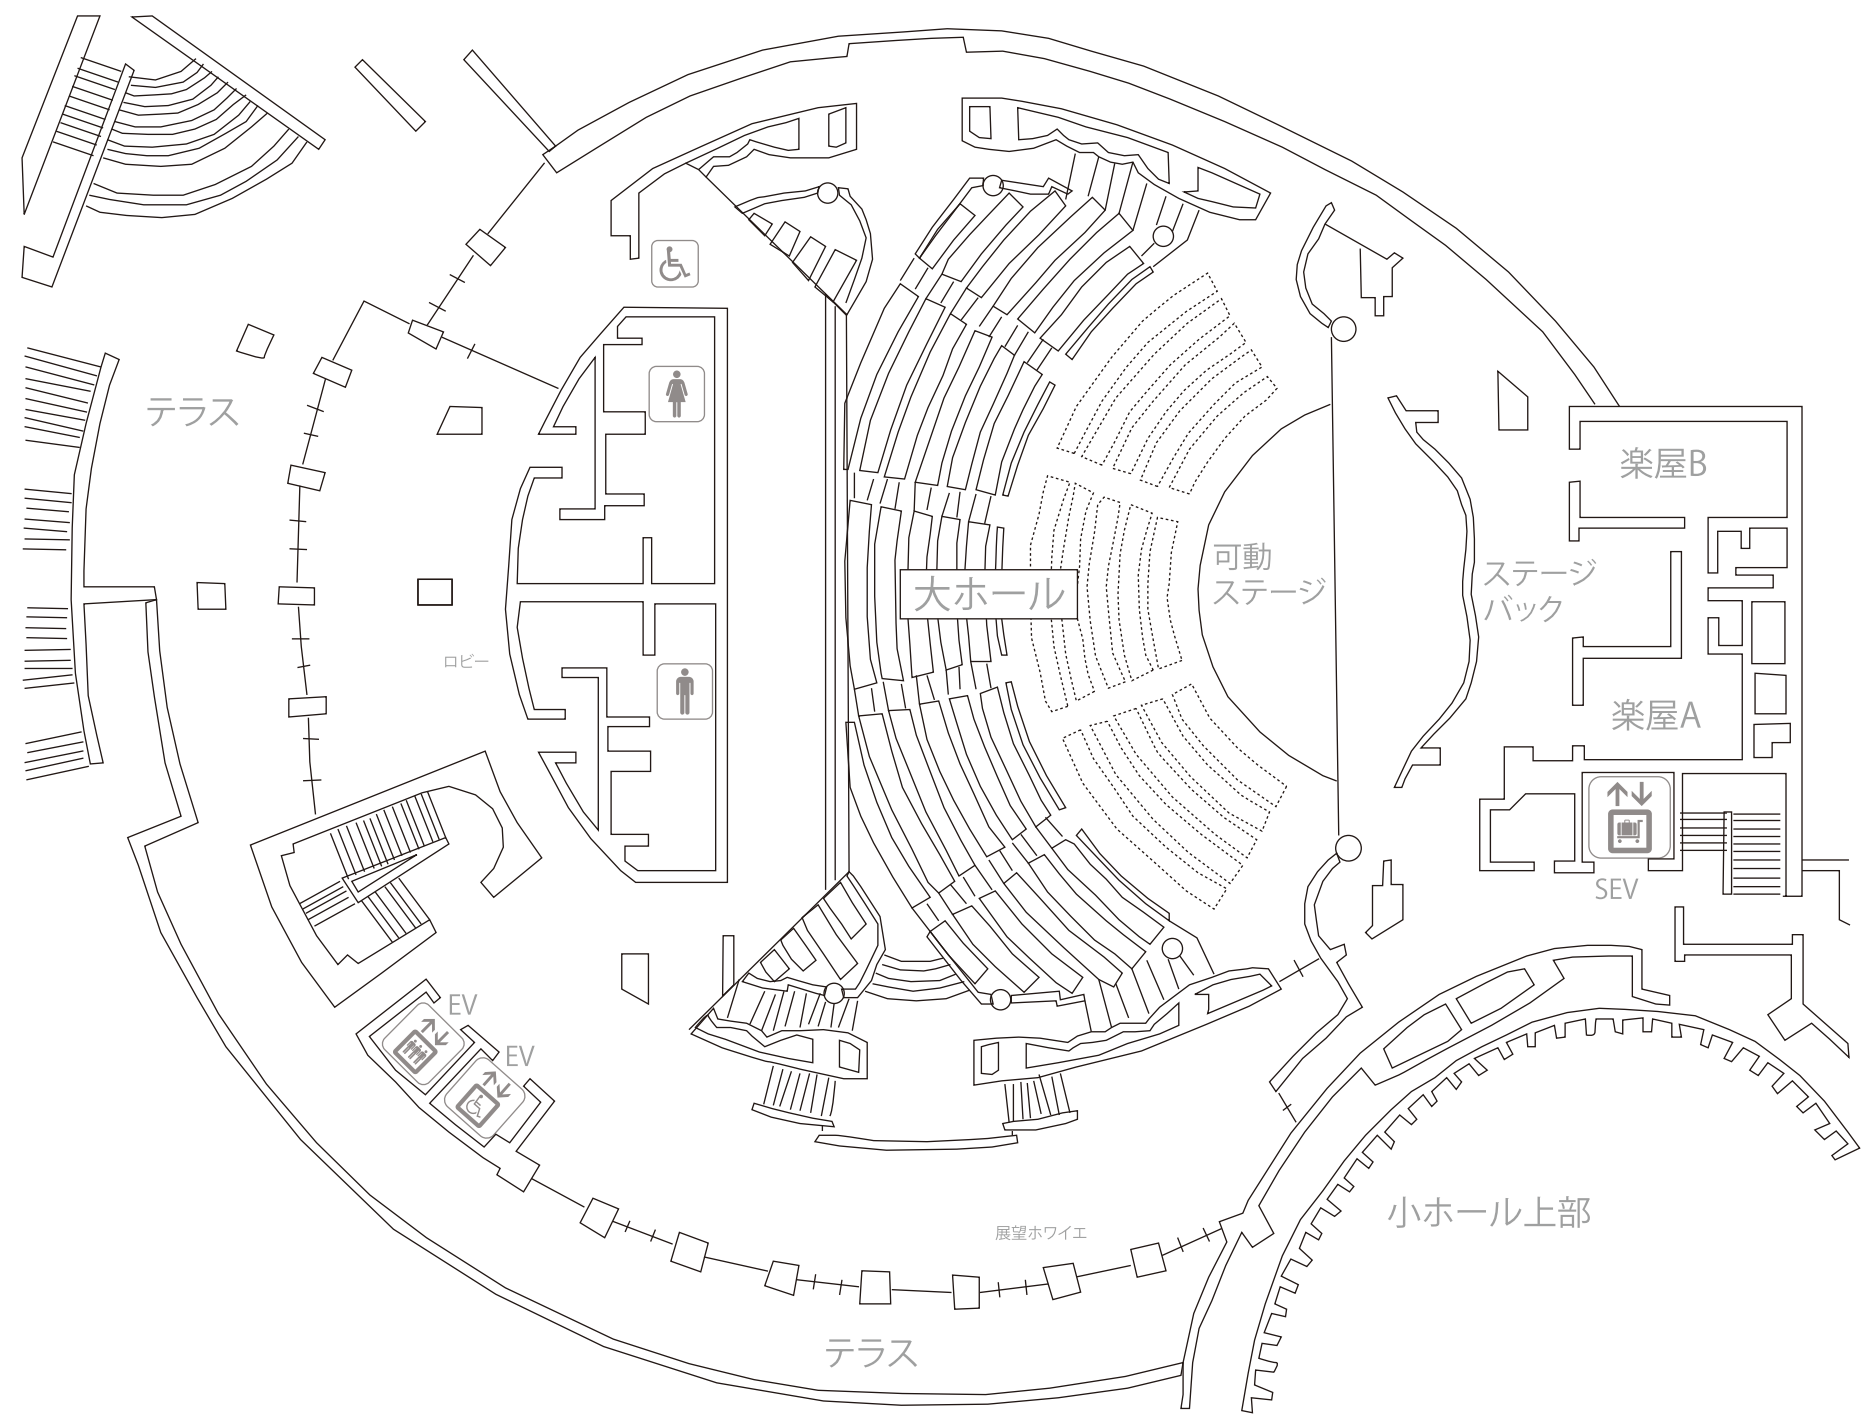 テラス
楽屋B
可動
ステージ
大ホール
ステージ
バック
ロビー
楽屋A
SEV
EV
EV
小ホール上部
展望ホワイエ
テラス